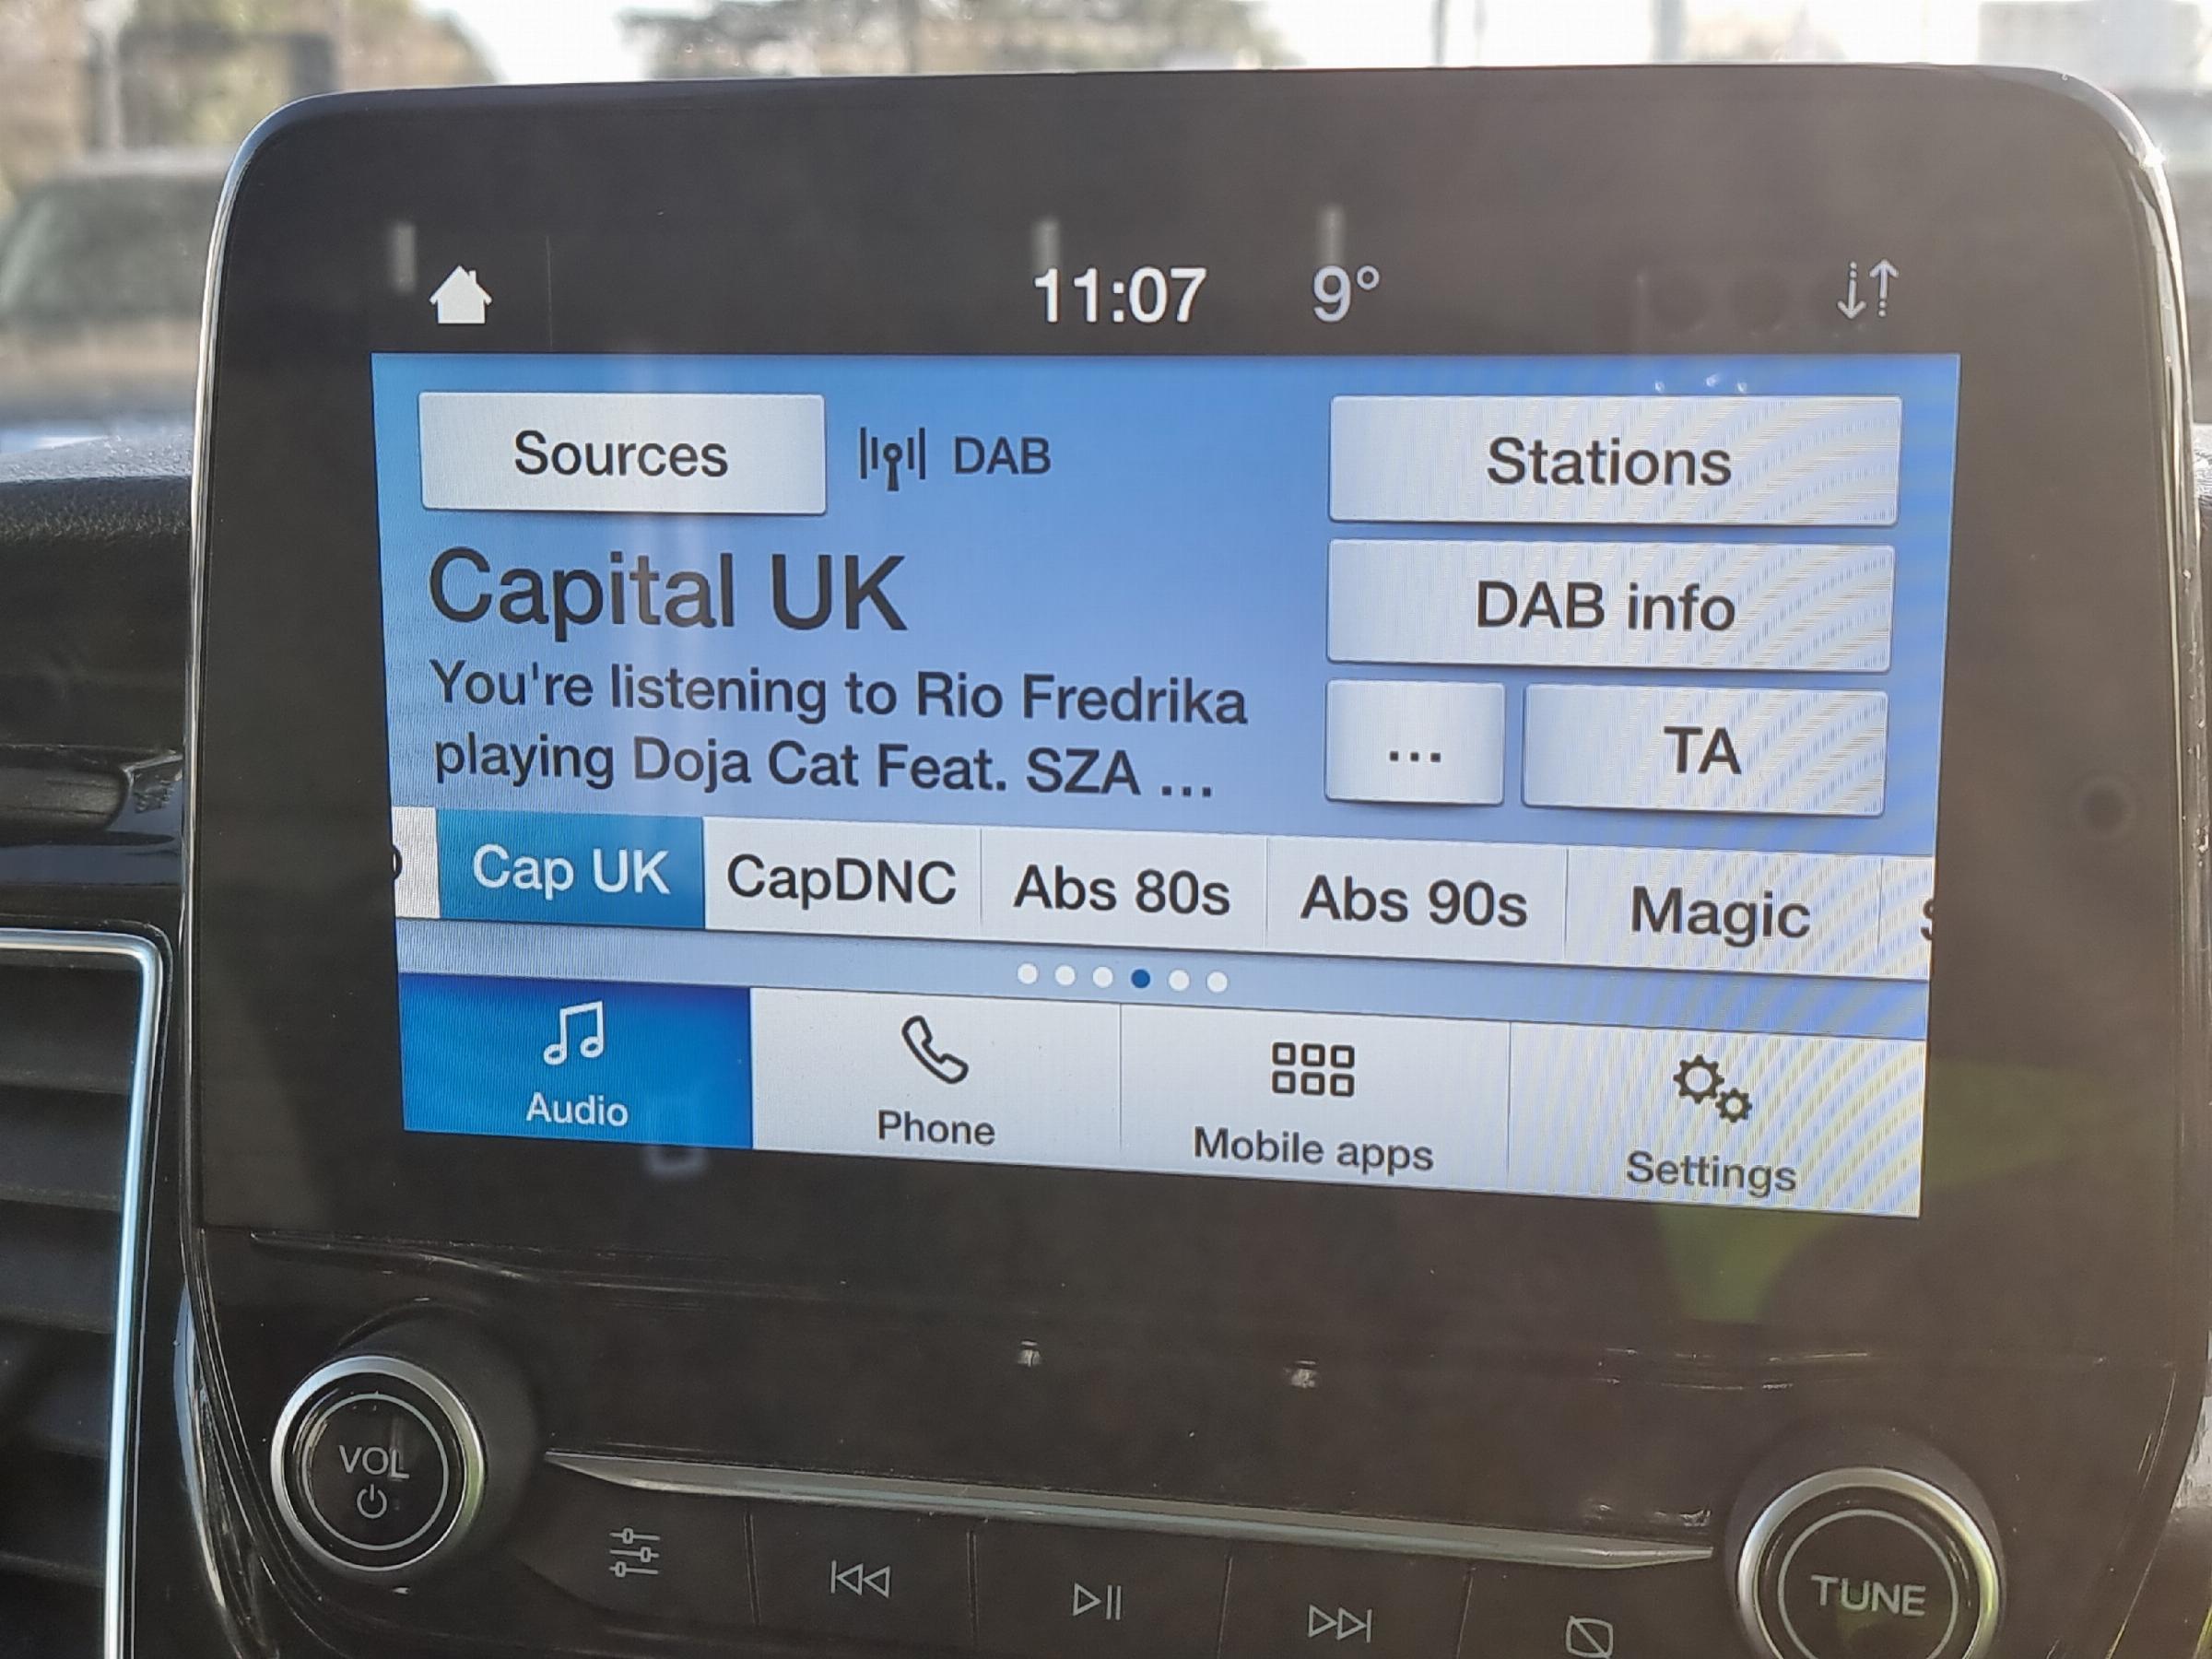 11:07 9°
Sources DAB Stations
Capital UK
DAB info
You're listening to Rio Fredrika
playing Doja Cat Feat. SZA ...
... TA
Cap UK CapDNC Abs 80s Abs 90s Magic
Audio Phone Mobile apps Settings
VOL
TUNE